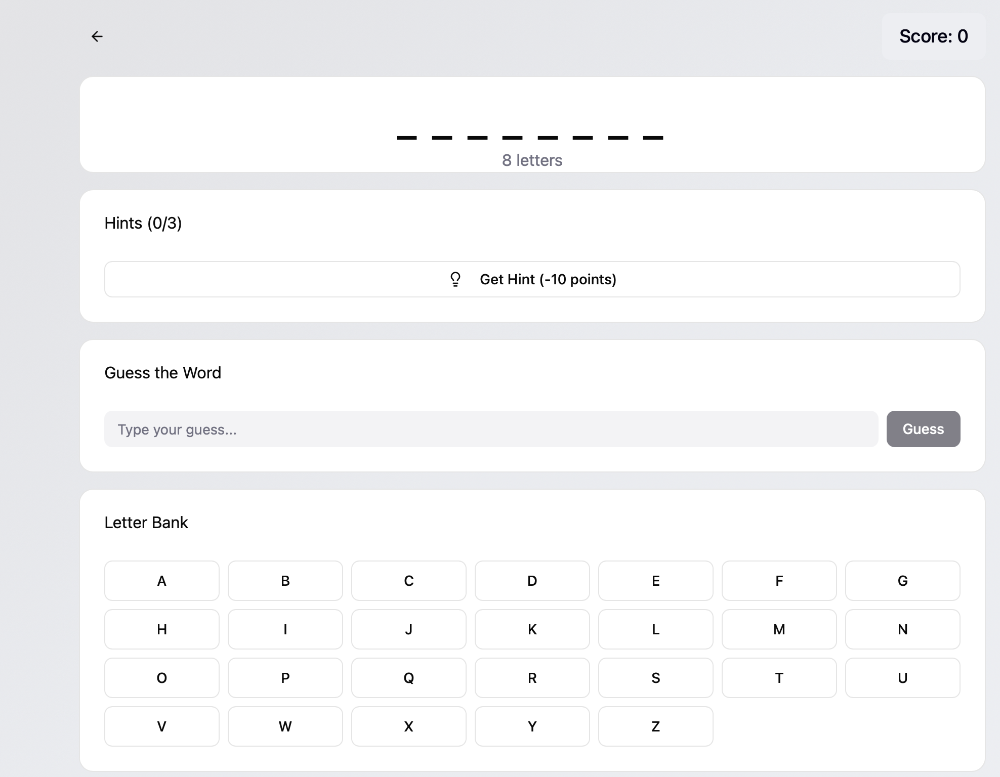 Score: 0
_ _ _ _ _ _ _ _
8 letters
Hints (0/3)
Get Hint (-10 points)
Guess the Word
Type your guess...
Guess
Letter Bank
A B C D E F G
H I J K L M N
O P Q R S T U
V W X Y Z